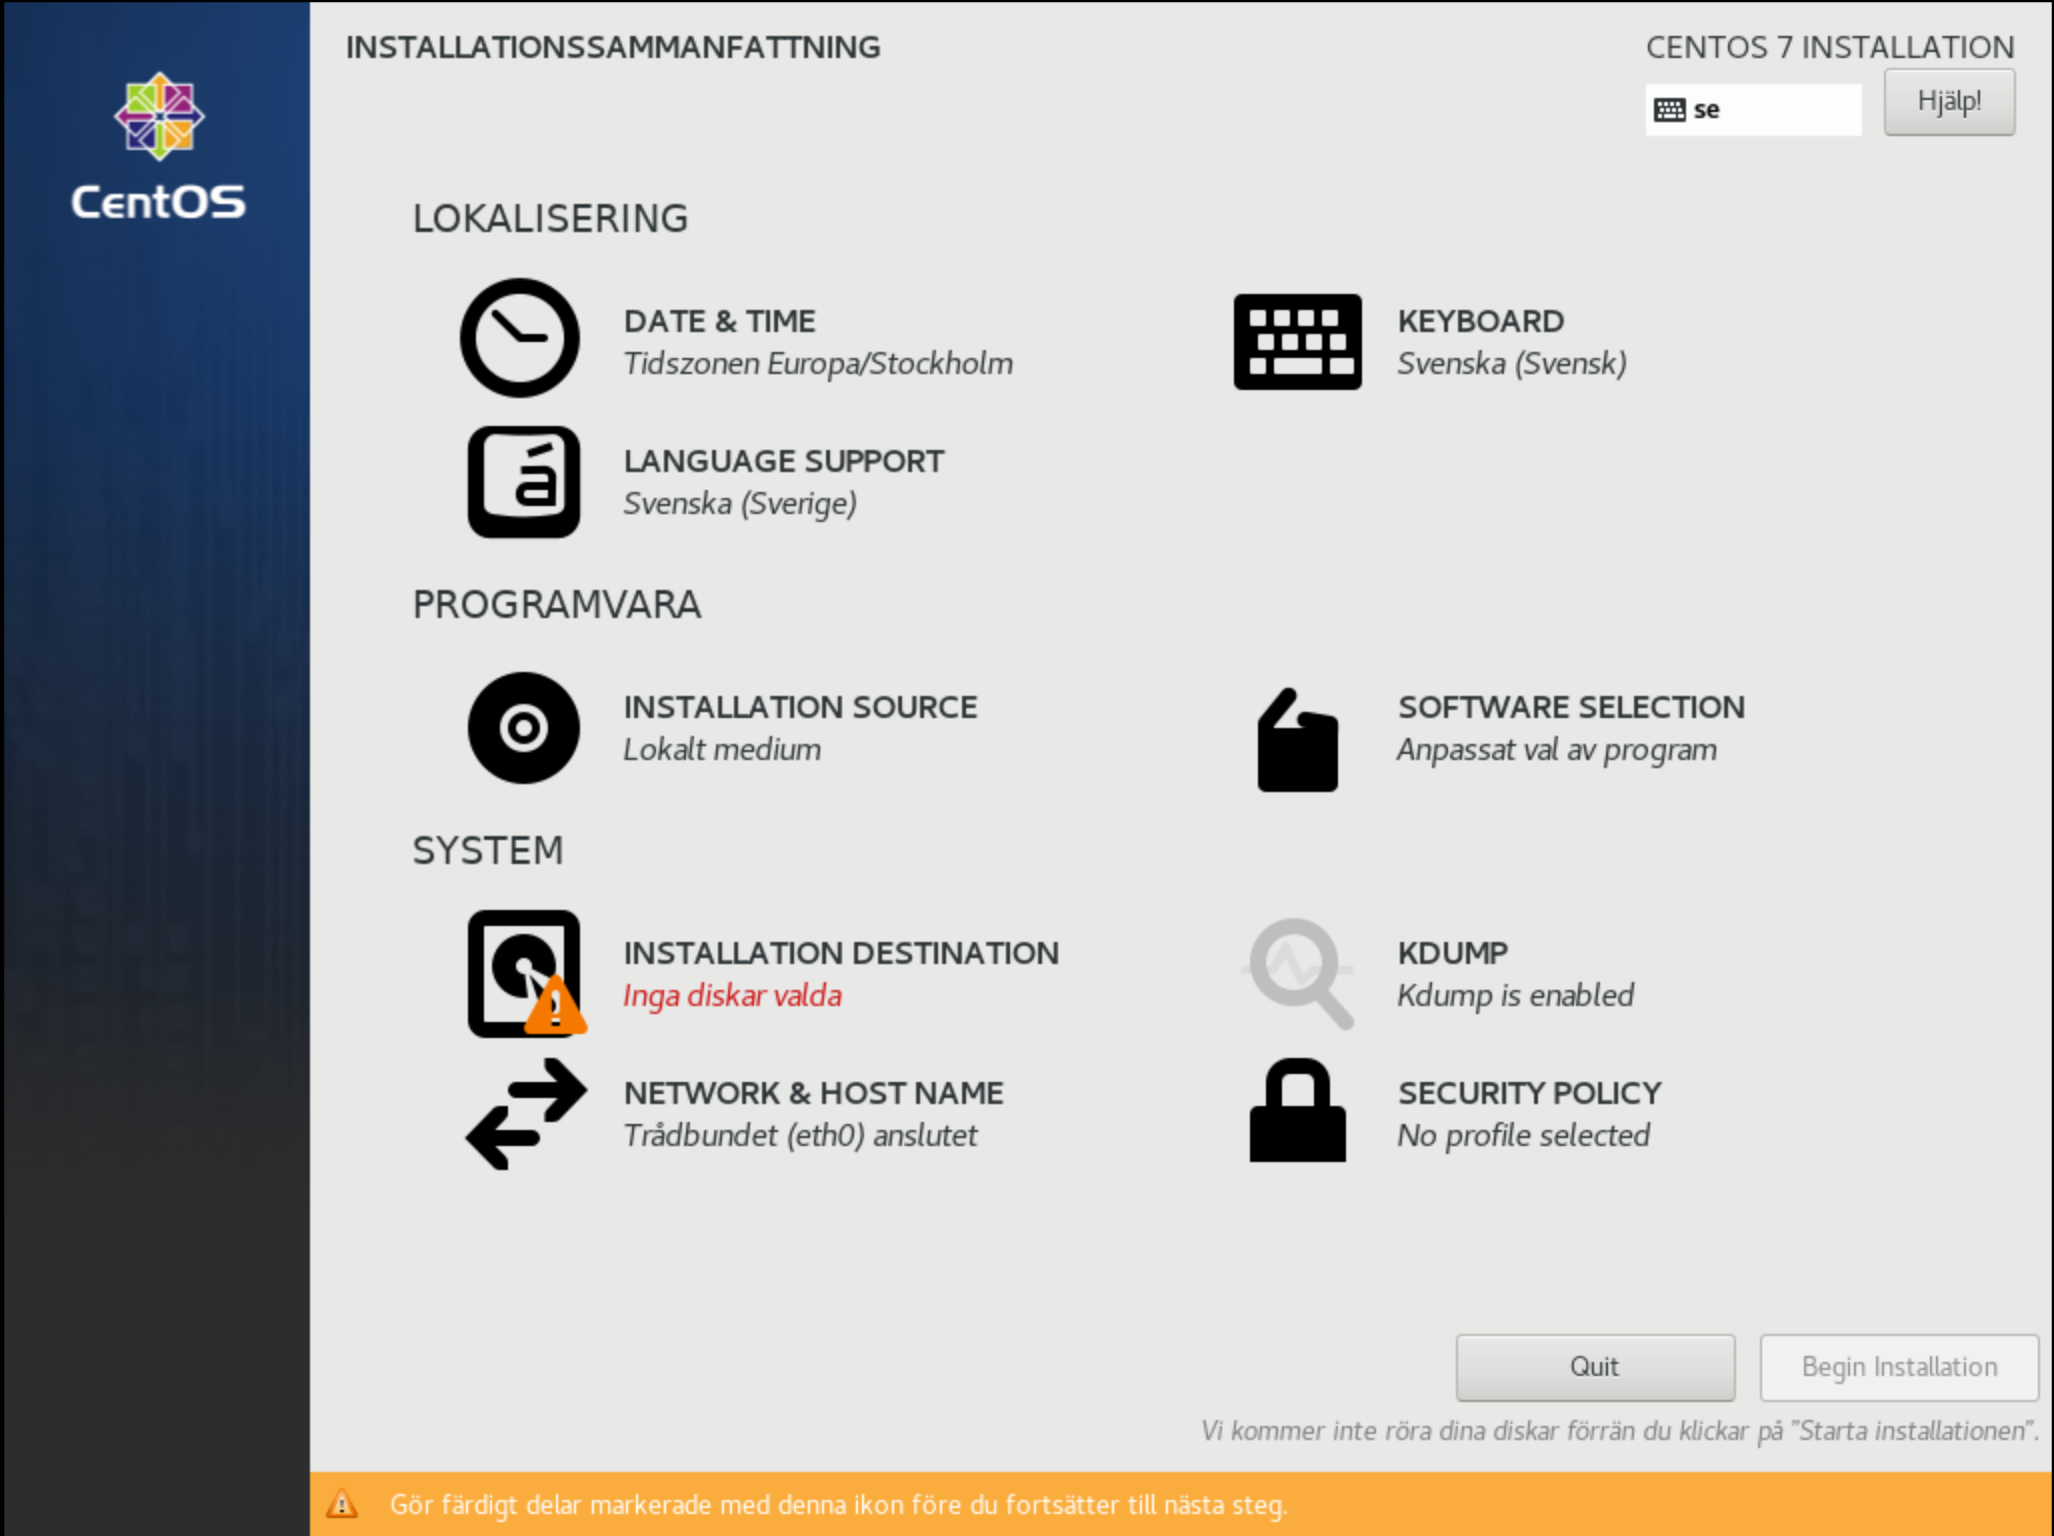 INSTALLATIONSSAMMANFATTNING
CENTOS 7 INSTALLATION
se
Hjälp!
CentOS
LOKALISERING
DATE & TIME
Tidszonen Europa/Stockholm
KEYBOARD
Svenska (Svensk)
á
LANGUAGE SUPPORT
Svenska (Sverige)
PROGRAMVARA
INSTALLATION SOURCE
Lokalt medium
SOFTWARE SELECTION
Anpassat val av program
SYSTEM
INSTALLATION DESTINATION
Inga diskar valda
KDUMP
Kdump is enabled
NETWORK & HOST NAME
Trådbundet (eth0) anslutet
SECURITY POLICY
No profile selected
Quit
Begin Installation
Vi kommer inte röra dina diskar förrän du klickar på "Starta installationen".
Gör färdigt delar markerade med denna ikon före du fortsätter till nästa steg.